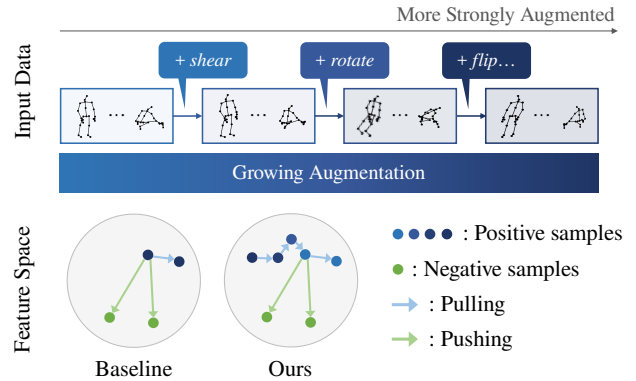 More Strongly Augmented
Input Data
+ shear
+ rotate
+ flip...
Growing Augmentation
Feature Space
Baseline
Ours
: Positive samples
: Negative samples
: Pulling
: Pushing